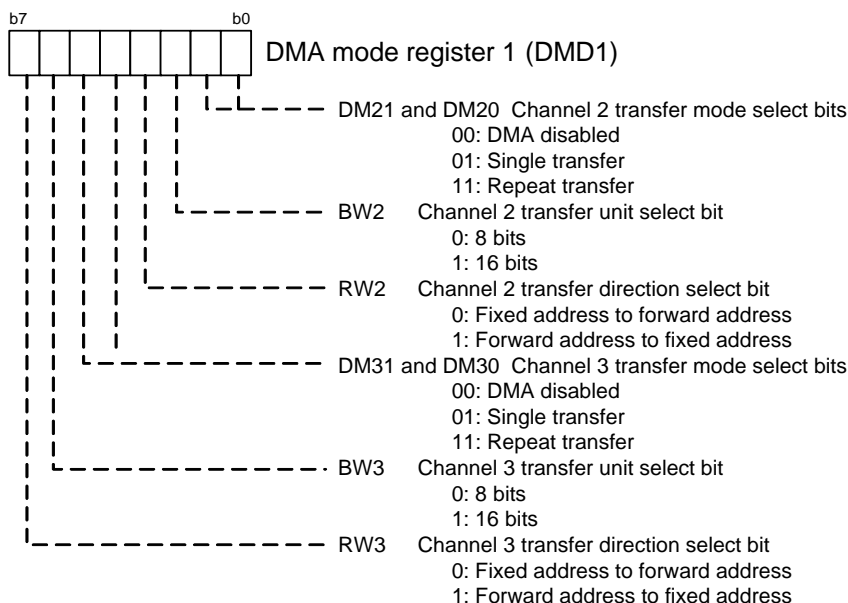 b7 b0
DMA mode register 1 (DMD1)
DM21 and DM20 Channel 2 transfer mode select bits
00: DMA disabled
01: Single transfer
11: Repeat transfer
BW2 Channel 2 transfer unit select bit
0: 8 bits
1: 16 bits
RW2 Channel 2 transfer direction select bit
0: Fixed address to forward address
1: Forward address to fixed address
DM31 and DM30 Channel 3 transfer mode select bits
00: DMA disabled
01: Single transfer
11: Repeat transfer
BW3 Channel 3 transfer unit select bit
0: 8 bits
1: 16 bits
RW3 Channel 3 transfer direction select bit
0: Fixed address to forward address
1: Forward address to fixed address